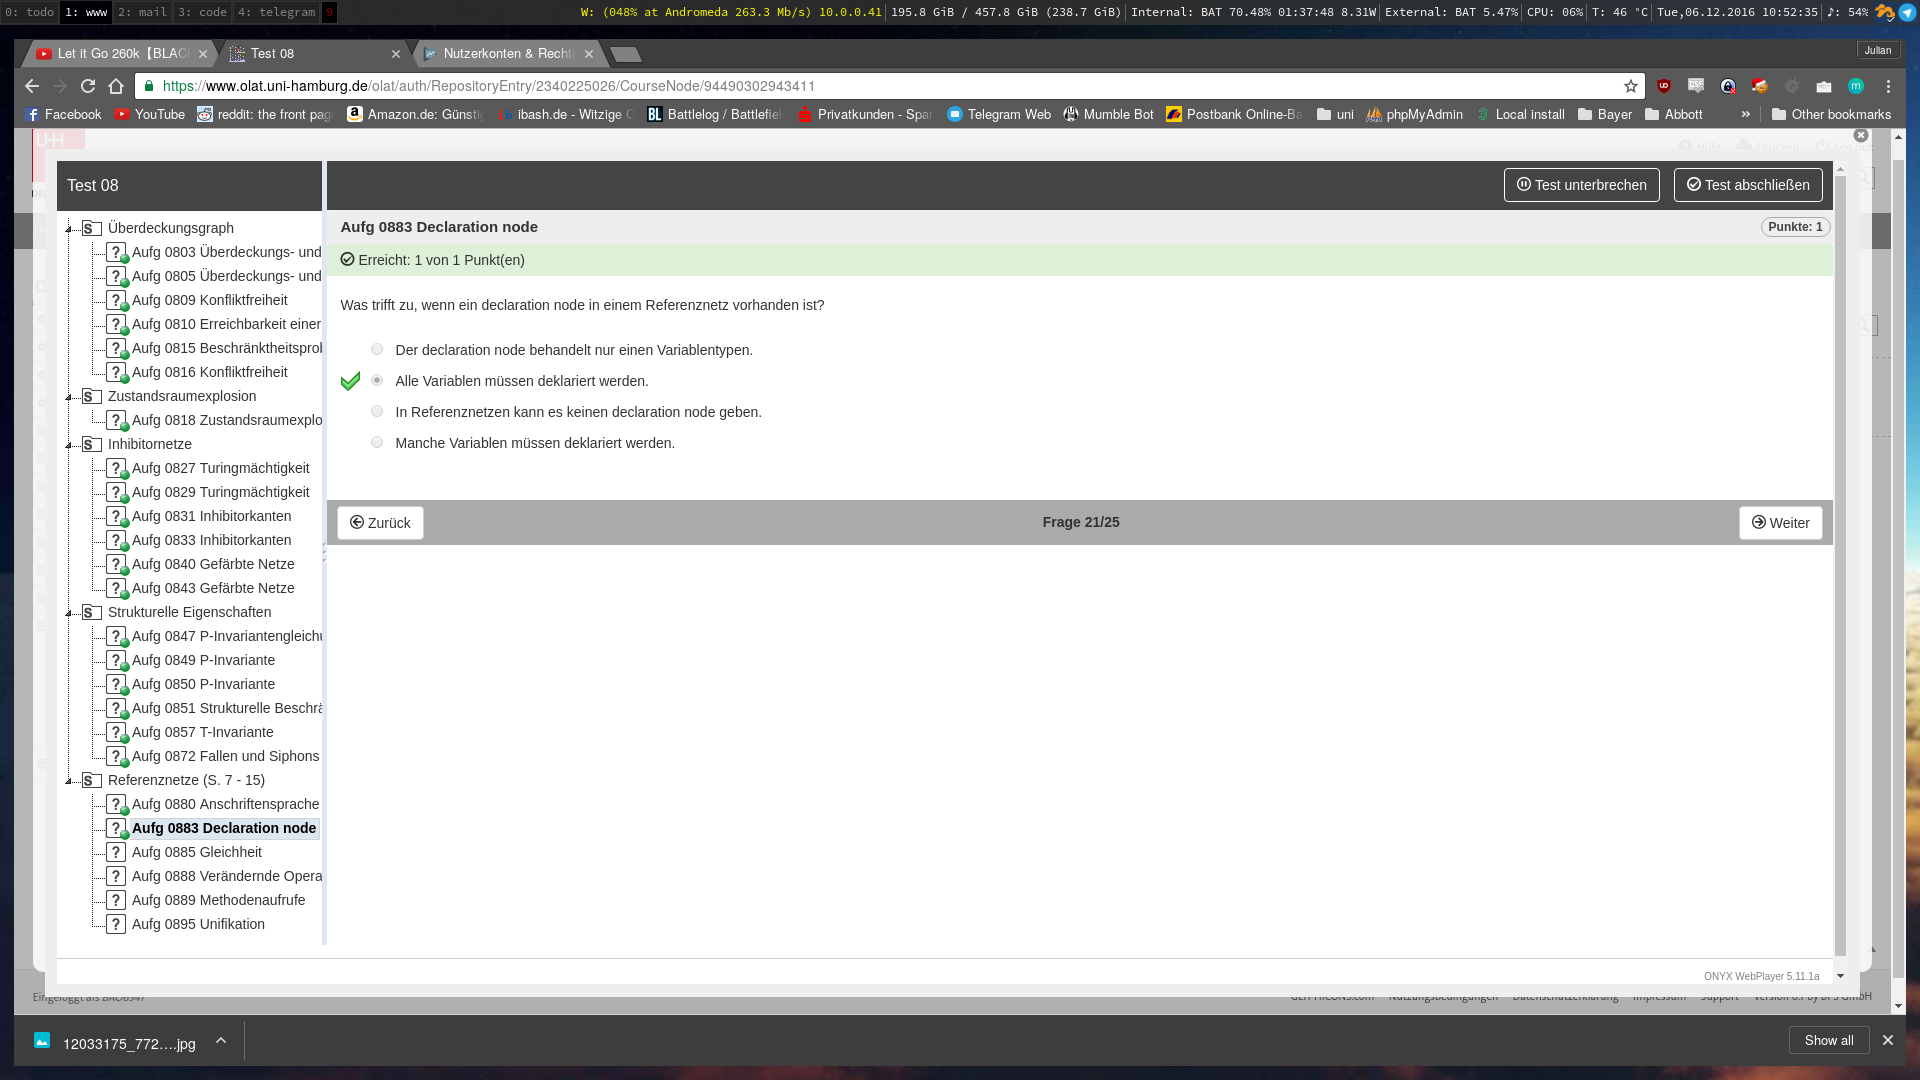 0: todo 1: www 2: mail 3: code 4: telegram 9
W: (048% at Andromeda 263.3 Mb/s) 10.0.0.41 195.8 GiB / 457.8 GiB (238.7 GiB) Internal: BAT 70.48% 01:37:48 8.31W External: BAT 5.47% CPU: 06% T: 46 °C Tue,06.12.2016 10:52:35 ♪: 54%
Let it Go 260k【BLAC Test 08 Nutzerkonten & Recht Julian
https://www.olat.uni-hamburg.de/olat/auth/RepositoryEntry/2340225026/CourseNode/94490302943411
Facebook YouTube reddit: the front pag Amazon.de: Günsti ibash.de - Witzige Battlelog / Battlefiel Privatkunden - Spar Telegram Web Mumble Bot Postbank Online-Ba uni phpMyAdmin Local install Bayer Abbott » Other bookmarks
Test 08
Test unterbrechen
Test abschließen
Überdeckungsgraph
Aufg 0803 Überdeckungs- und
Aufg 0805 Überdeckungs- und
Aufg 0809 Konfliktfreiheit
Aufg 0810 Erreichbarkeit einer
Aufg 0815 Beschränktheitsprol
Aufg 0816 Konfliktfreiheit
Zustandsraumexplosion
Aufg 0818 Zustandsraumexplo
Inhibitornetze
Aufg 0827 Turingmächtigkeit
Aufg 0829 Turingmächtigkeit
Aufg 0831 Inhibitorkanten
Aufg 0833 Inhibitorkanten
Aufg 0840 Gefärbte Netze
Aufg 0843 Gefärbte Netze
Strukturelle Eigenschaften
Aufg 0847 P-Invariantengleichu
Aufg 0849 P-Invariante
Aufg 0850 P-Invariante
Aufg 0851 Strukturelle Beschrä
Aufg 0857 T-Invariante
Aufg 0872 Fallen und Siphons
Referenznetze (S. 7 - 15)
Aufg 0880 Anschriftensprache
Aufg 0883 Declaration node
Aufg 0885 Gleichheit
Aufg 0888 Verändernde Opera
Aufg 0889 Methodenaufrufe
Aufg 0895 Unifikation
Aufg 0883 Declaration node
Punkte: 1
Erreicht: 1 von 1 Punkt(en)
Was trifft zu, wenn ein declaration node in einem Referenznetz vorhanden ist?
Der declaration node behandelt nur einen Variablentypen.
Alle Variablen müssen deklariert werden.
In Referenznetzen kann es keinen declaration node geben.
Manche Variablen müssen deklariert werden.
Zurück
Frage 21/25
Weiter
ONYX WebPlayer 5.11.1a
12033175_772....jpg
Show all